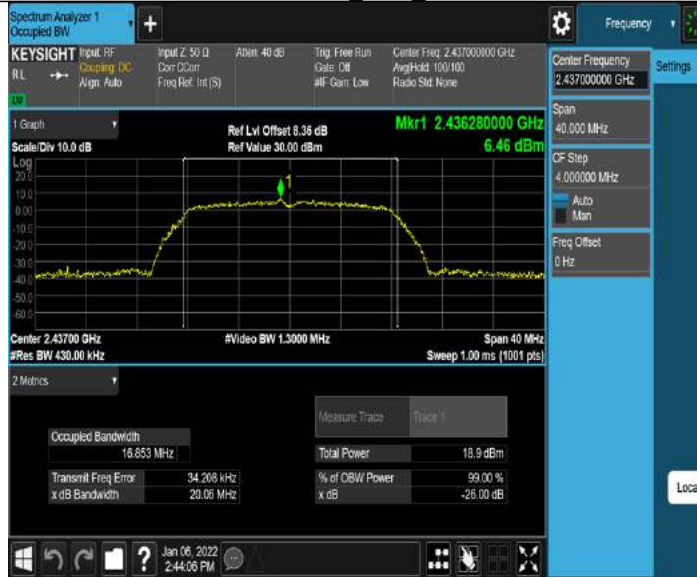 Spectrum Analyzer 1
Occupied BW
+
Frequency
KEYSIGHT
RL
Input: RF
Coupling: DC
Align: Auto
Input Z: 50 Ω
Corr CCorr
Freq Ref: Int (S)
Atten: 40 dB
Trig: Free Run
Gate: Off
#IF Gain: Low
Center Freq: 2.437000000 GHz
Avg|Hold: 100/100
Radio Std: None
Center Frequency
2.437000000 GHz
Settings
Span
40.000 MHz
CF Step
4.000000 MHz
Auto
Man
Freq Offset
0 Hz
1 Graph
Scale/Div 10.0 dB
Ref Lvl Offset 8.36 dB
Ref Value 30.00 dBm
Mkr1 2.436280000 GHz
6.46 dBm
Log
20.0
10.0
0.00
-10.0
-20.0
-30.0
-40.0
-50.0
-60.0
1
Center 2.43700 GHz
#Res BW 430.00 kHz
#Video BW 1.3000 MHz
Span 40 MHz
Sweep 1.00 ms (1001 pts)
2 Metrics
Measure Trace
Trace 1
Occupied Bandwidth
16.853 MHz
Total Power
18.9 dBm
Transmit Freq Error
34.206 kHz
% of OBW Power
99.00 %
x dB Bandwidth
20.06 MHz
x dB
-26.00 dB
Loca
?
Jan 06, 2022
2:44:06 PM